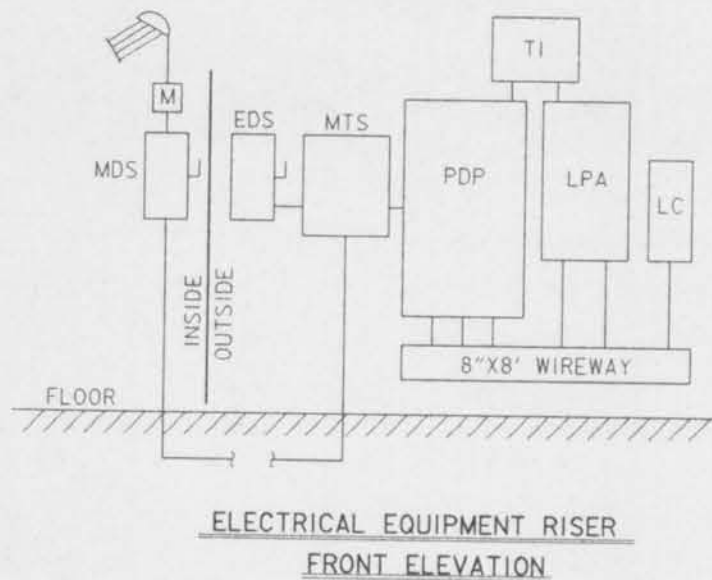 TI
M
EDS
MTS
MDS
PDP
LPA
LC
INSIDE
OUTSIDE
8"X8' WIREWAY
FLOOR
ELECTRICAL EQUIPMENT RISER
FRONT ELEVATION